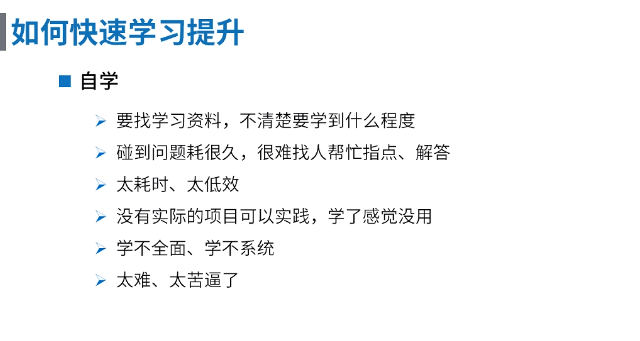 如何快速学习提升
自学
要找学习资料，不清楚要学到什么程度
碰到问题耗很久，很难找人帮忙指点、解答
太耗时、太低效
没有实际的项目可以实践，学了感觉没用
学不全面、学不系统
太难、太苦逼了